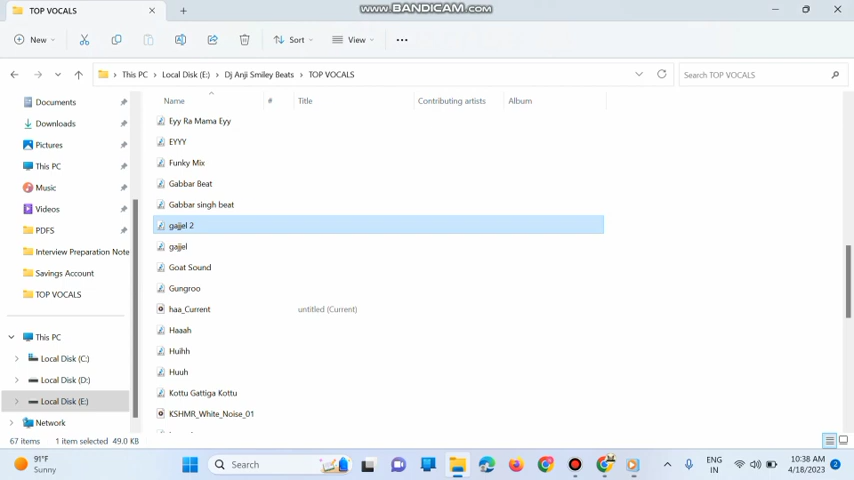 TOP VOCALS
www.BANDICAM.com
New
Sort
View
This PC
Local Disk (E:)
Dj Anji Smiley Beats
TOP VOCALS
Search TOP VOCALS
Documents
Downloads
Pictures
This PC
Music
Videos
PDFS
Interview Preparation Note
Savings Account
TOP VOCALS
This PC
Local Disk (C:)
Local Disk (D:)
Local Disk (E:)
Network
Name # Title Contributing artists Album
Eyy Ra Mama Eyy
EYYY
Funky Mix
Gabbar Beat
Gabbar singh beat
gajjel 2
gajjel
Goat Sound
Gungroo
haa_Current untitled (Current)
Haaah
Huihh
Huuh
Kottu Gattiga Kottu
KSHMR_White_Noise_01
67 items 1 item selected 49.0 KB
91°F
Sunny
Search
ENG
IN
10:38 AM
4/18/2023
2